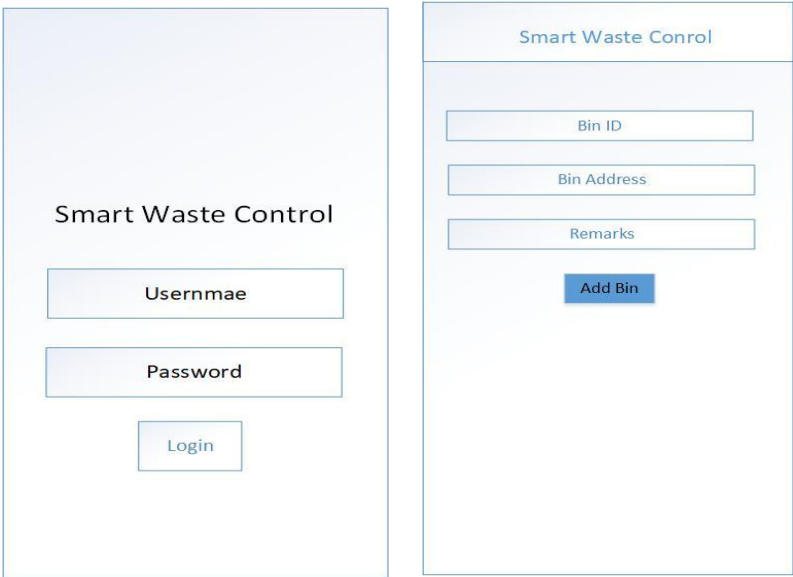 Smart Waste Control
Usernmae
Password
Login
Smart Waste Conrol
Bin ID
Bin Address
Remarks
Add Bin